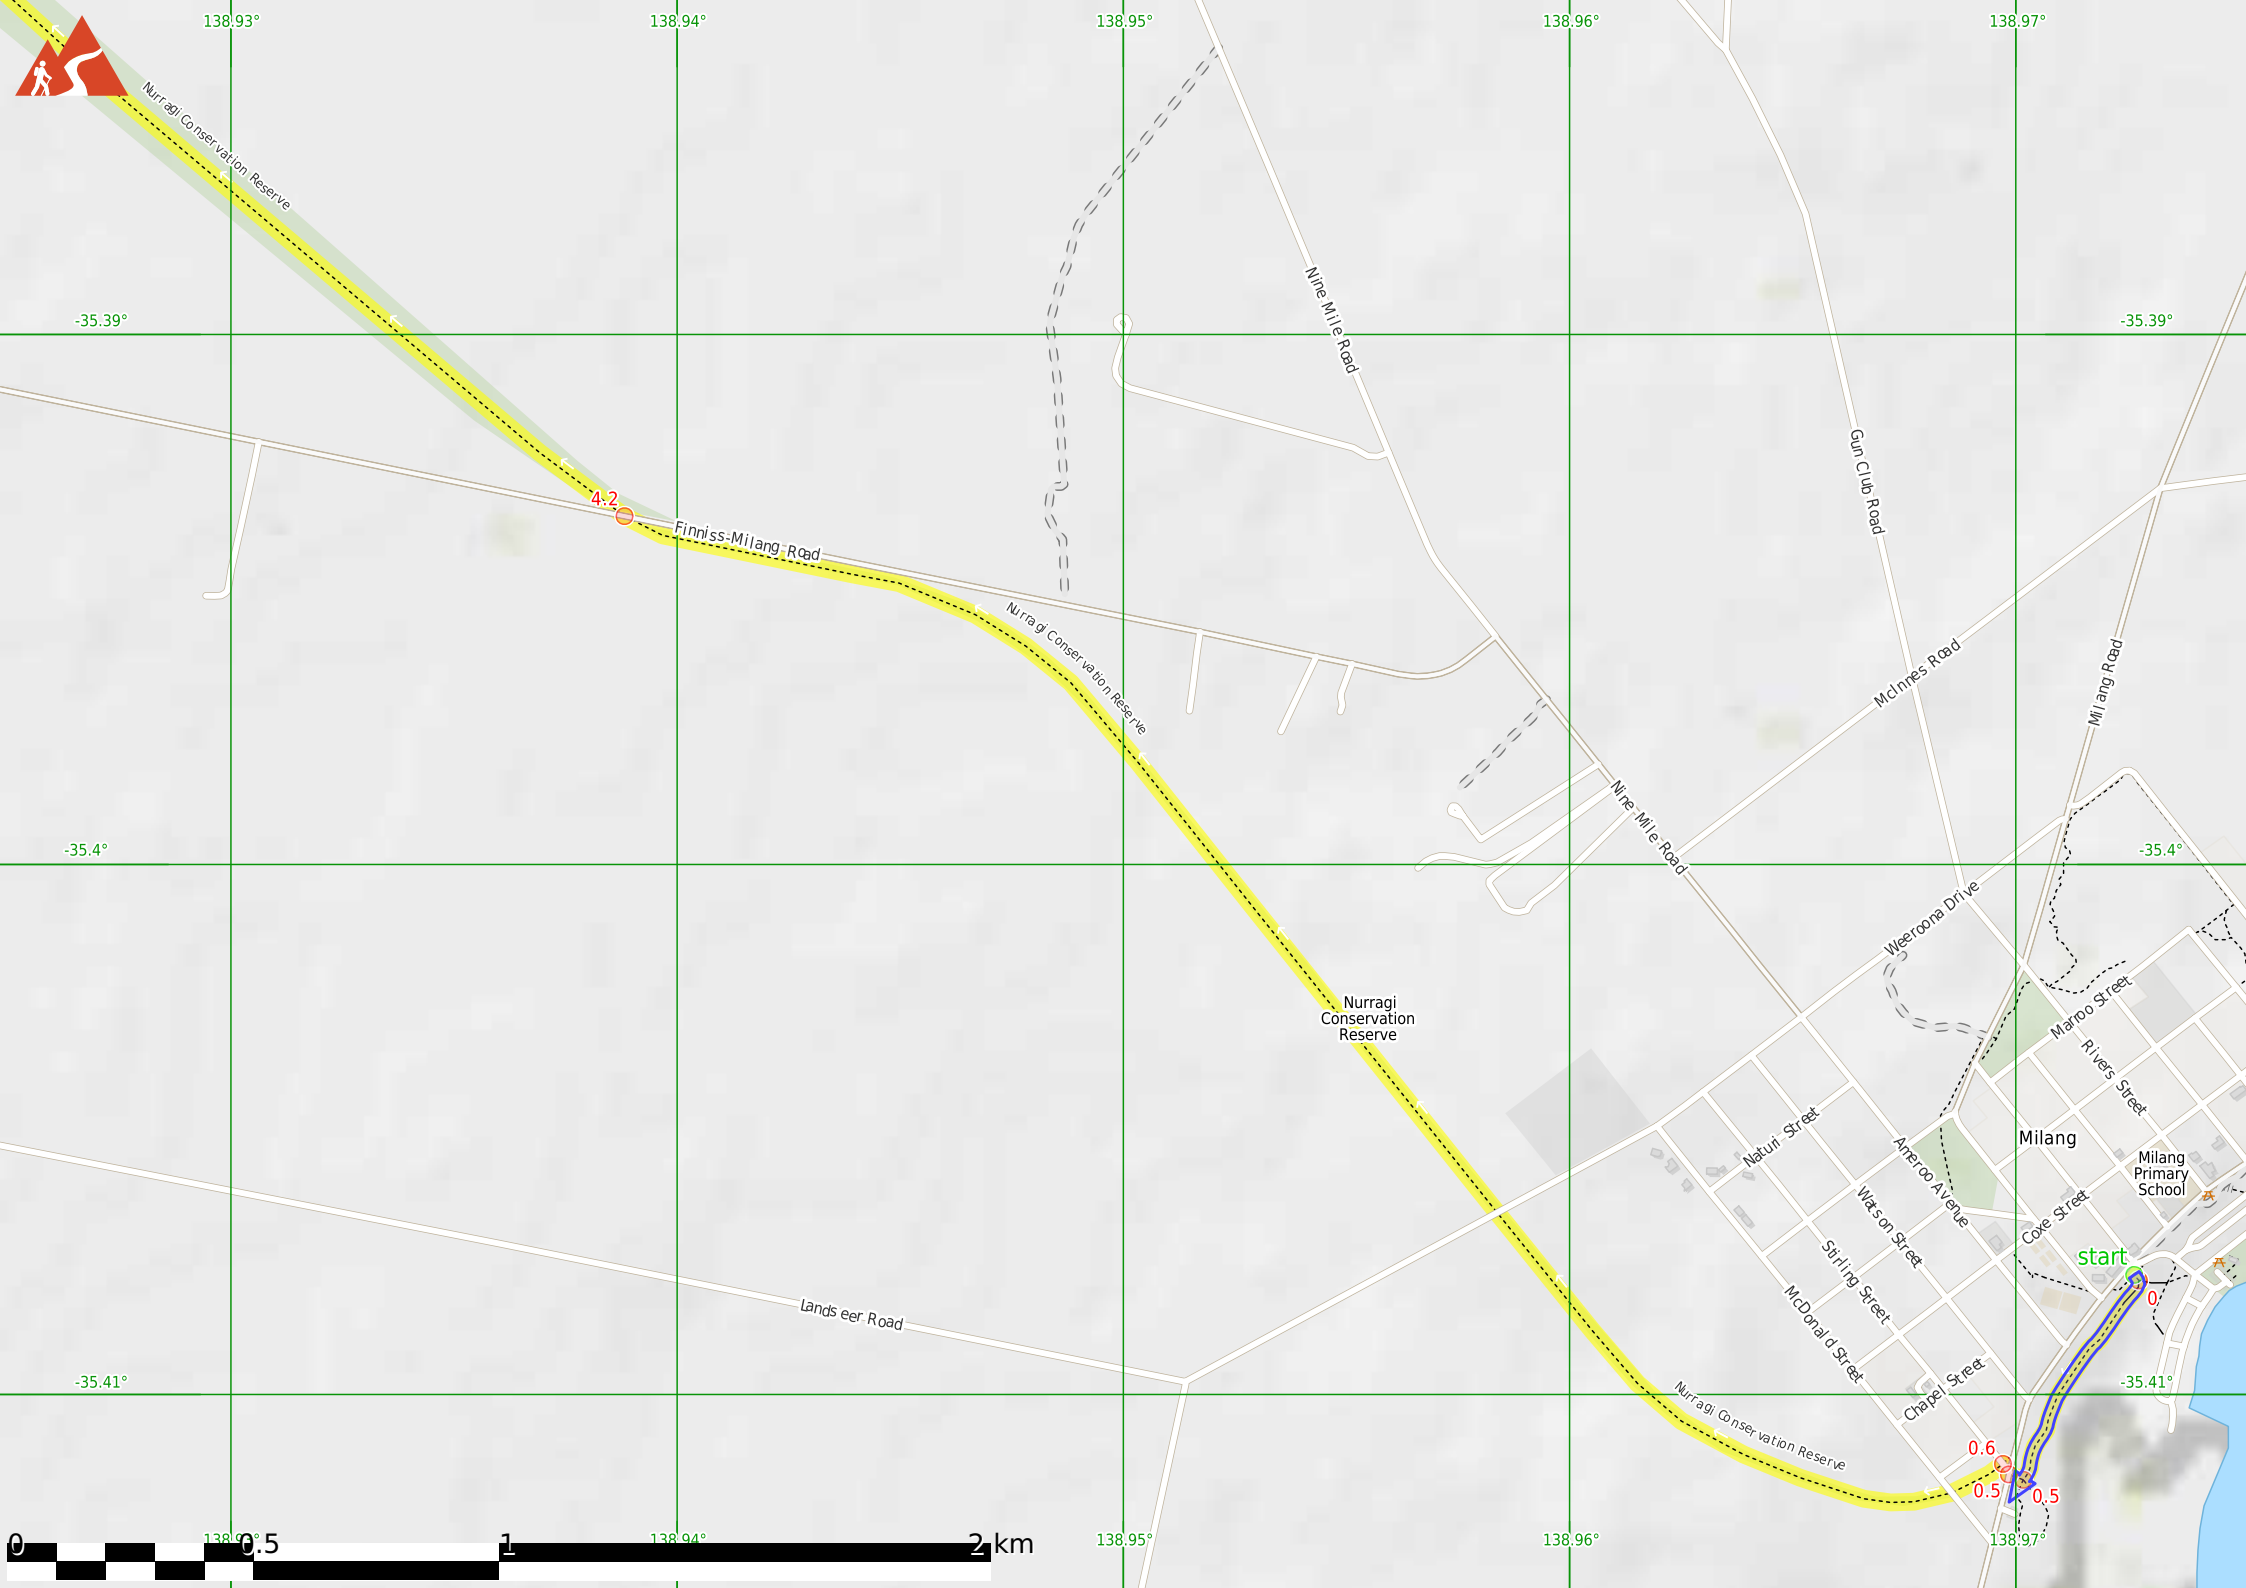 138.93°
138.94°
138.95°
138.96°
138.97°
Nurragi Conservation Reserve
-35.39°
-35.39°
Nine Mile Road
Gun Club Road
4.2
Finniss-Milang Road
Nurragi Conservation Reserve
McInnes Road
Milang Road
Nine Mile Road
-35.4°
-35.4°
Weeroona Drive
Nurragi
Conservation
Reserve
Marroo Street
Rivers Street
Naturi Street
Ameroo Avenue
Milang
Milang
Primary
School
Watson Street
Coxe Street
Stirling Street
start
0
McDonald Street
Landseer Road
Chapel Street
-35.41°
-35.41°
Nurragi Conservation Reserve
0.6
0.5
0.5
138.93°
138.94°
138.95°
138.96°
138.97°
0
0.5
1
2 km